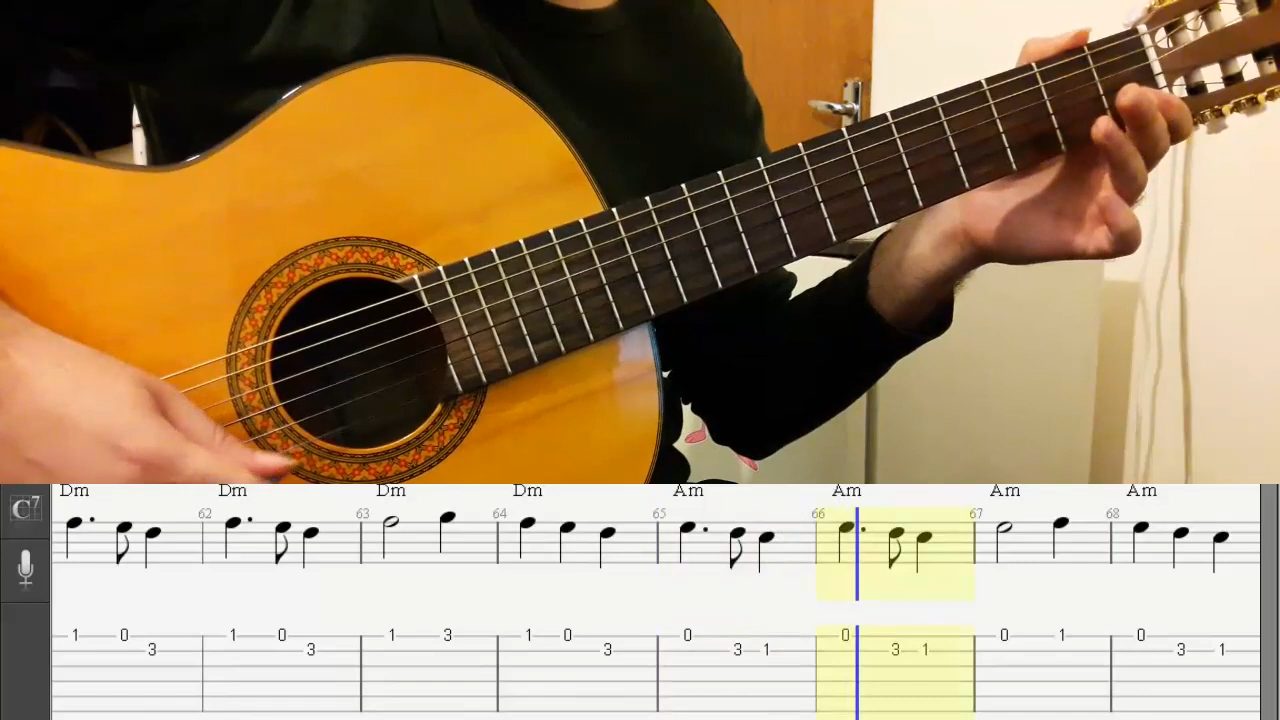 C7
Dm Dm Dm Dm Am Am Am Am
62 63 64 65 66 67 68
1 0 1 0 1 3 1 0 0 0 0 1 0
3 3 3 3 1 3 1 3 1